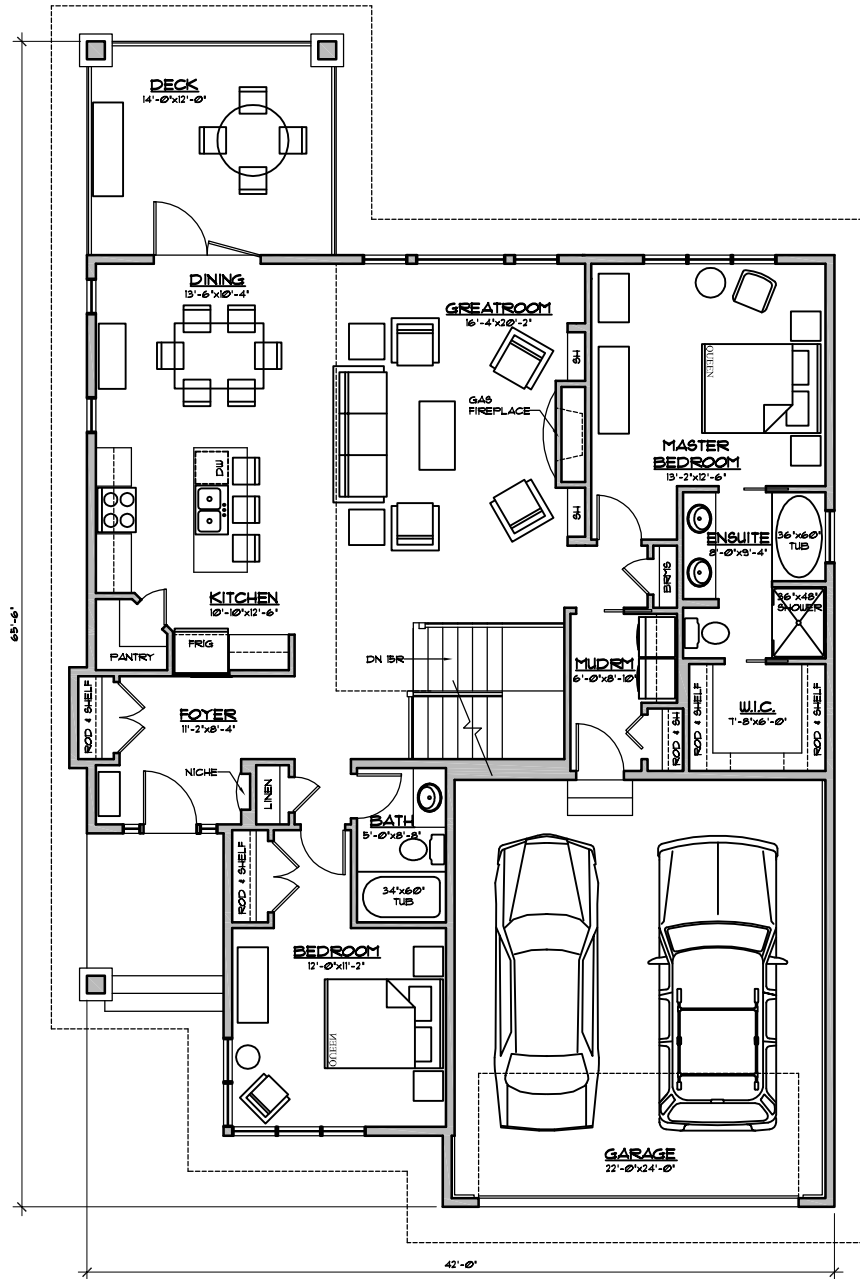 DECK
14'-0"x12'-0"
DINING
13'-6"x10'-4"
GREATROOM
16'-4"x20'-2"
SH
QUEEN
GAS
FIREPLACE
MASTER
BEDROOM
13'-2"x12'-6"
DW
SH
ENSUITE
8'-0"x9'-4"
36"x60"
TUB
BRMS
KITCHEN
10'-10"x12'-6"
36"x48"
SHOWER
65'-6"
FRIG
PANTRY
DN 15R
MUDRM
6'-0"x8'-10"
ROD & SHELF
FOYER
11'-2"x8'-4"
ROD & SHELF
W.I.C.
7'-8"x6'-0"
ROD & SHELF
ROD & SH
NICHE
LINEN
BATH
5'-0"x8'-8"
ROD & SHELF
34"x60"
TUB
BEDROOM
12'-0"x11'-2"
QUEEN
GARAGE
22'-0"x24'-0"
42'-0"